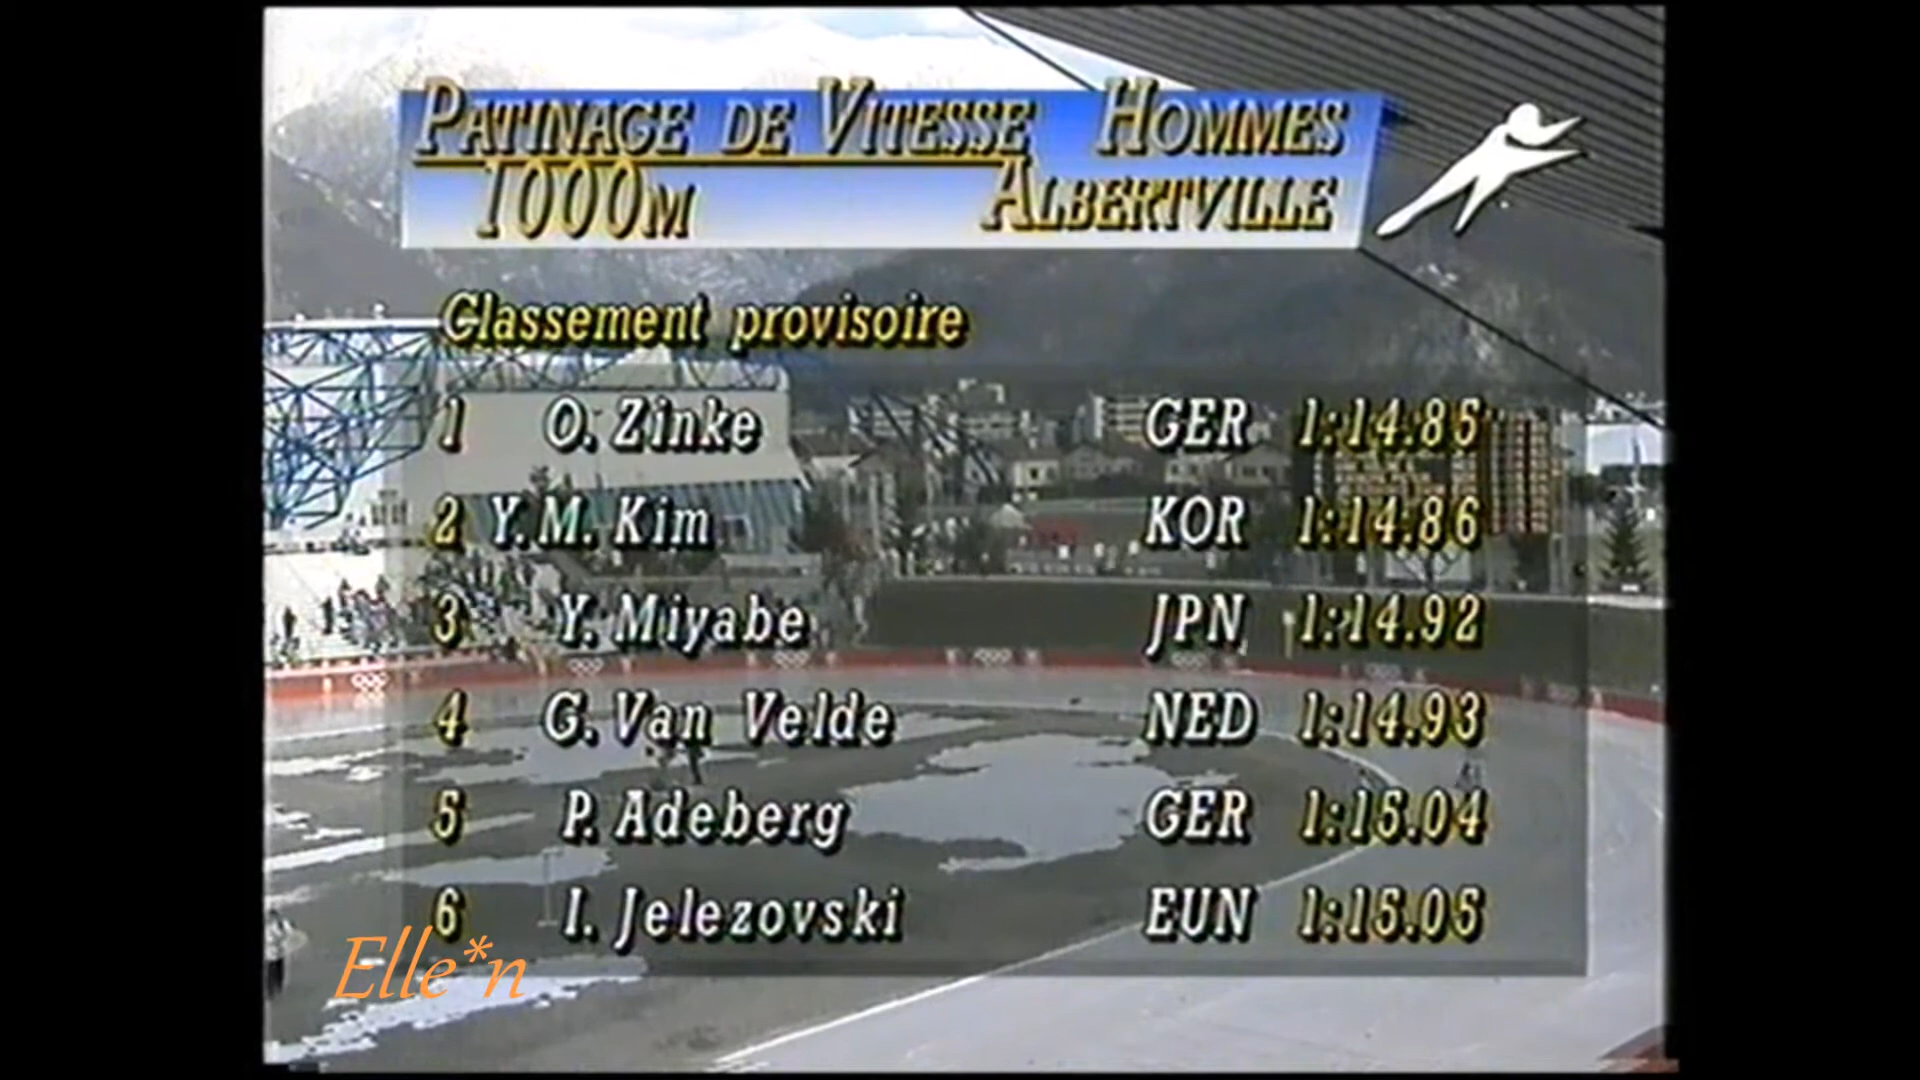 PATINAGE DE VITESSE HOMMES
1000M ALBERTVILLE
Classement provisoire
1 O. Zinke GER 1:14.85
2 Y. M. Kim KOR 1:14.86
3 Y. Miyabe JPN 1:14.92
4 G. Van Velde NED 1:14.93
5 P. Adeberg GER 1:15.04
6 I. Jelezovski EUN 1:15.05
Elle*n